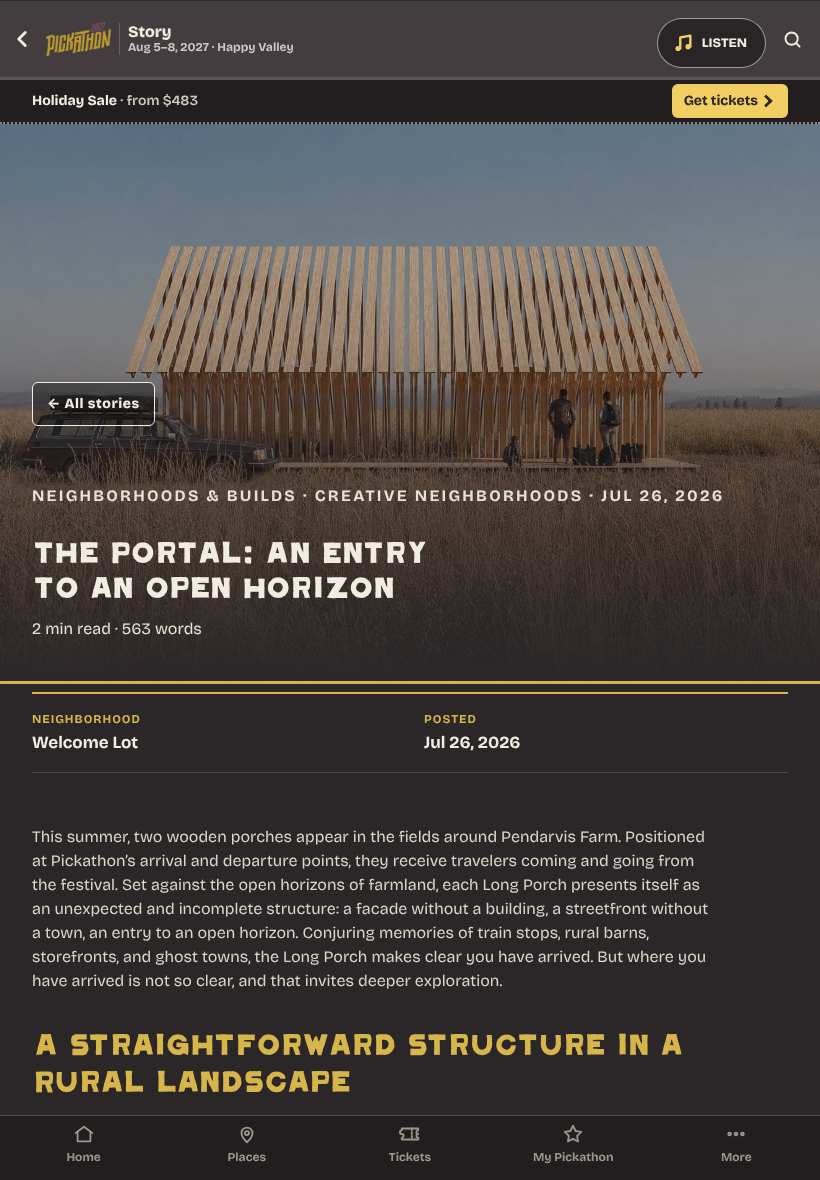 PICKATHON
Story
Aug 5–8, 2027 · Happy Valley
LISTEN
Holiday Sale · from $483
Get tickets
← All stories
NEIGHBORHOODS & BUILDS · CREATIVE NEIGHBORHOODS · JUL 26, 2026
THE PORTAL: AN ENTRY
TO AN OPEN HORIZON
2 min read · 563 words
NEIGHBORHOOD
Welcome Lot
POSTED
Jul 26, 2026
This summer, two wooden porches appear in the fields around Pendarvis Farm. Positioned
at Pickathon’s arrival and departure points, they receive travelers coming and going from
the festival. Set against the open horizons of farmland, each Long Porch presents itself as
an unexpected and incomplete structure: a facade without a building, a streetfront without
a town, an entry to an open horizon. Conjuring memories of train stops, rural barns,
storefronts, and ghost towns, the Long Porch makes clear you have arrived. But where you
have arrived is not so clear, and that invites deeper exploration.
A STRAIGHTFORWARD STRUCTURE IN A
RURAL LANDSCAPE
Home
Places
Tickets
My Pickathon
More